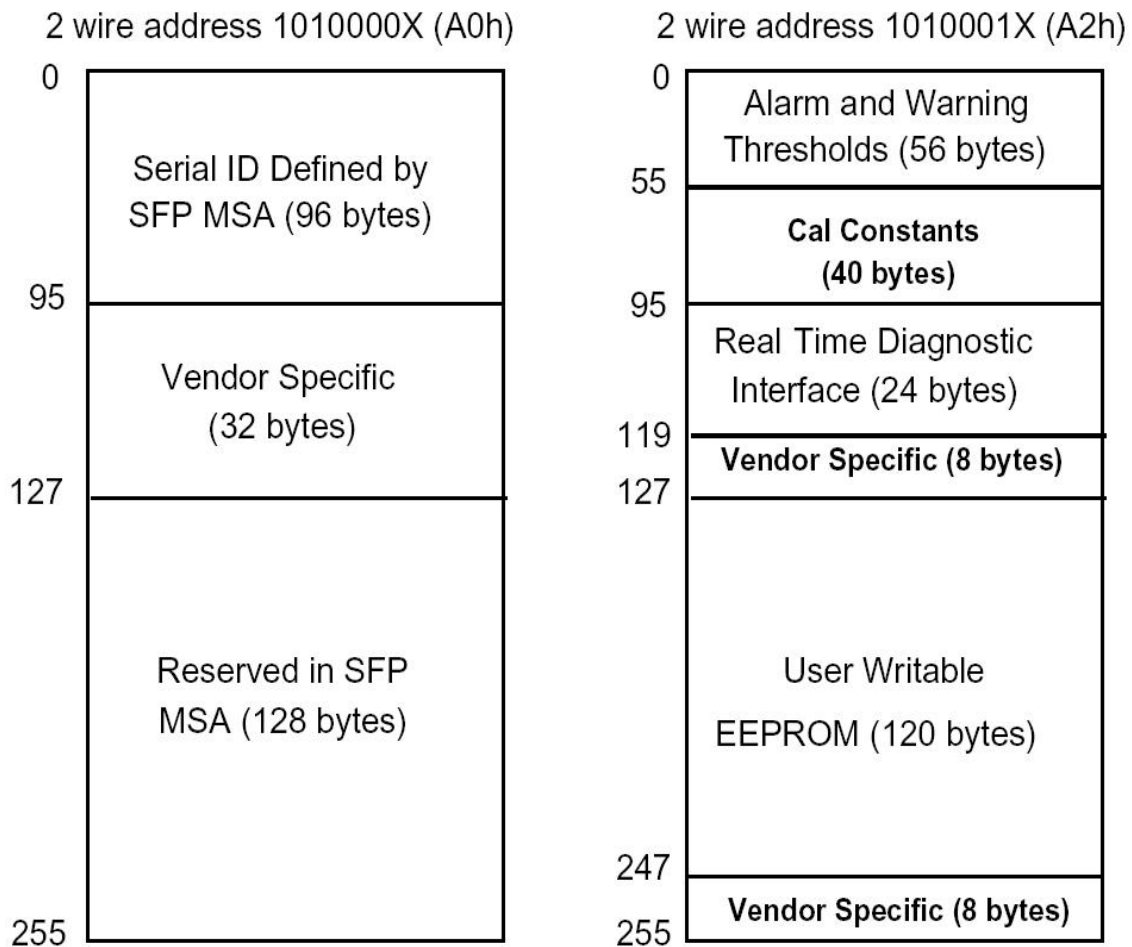 2 wire address 1010000X (A0h)
0
Serial ID Defined by
SFP MSA (96 bytes)
95
Vendor Specific
(32 bytes)
127
Reserved in SFP
MSA (128 bytes)
255
2 wire address 1010001X (A2h)
0
Alarm and Warning
Thresholds (56 bytes)
55
Cal Constants
(40 bytes)
95
Real Time Diagnostic
Interface (24 bytes)
119
Vendor Specific (8 bytes)
127
User Writable
EEPROM (120 bytes)
247
Vendor Specific (8 bytes)
255